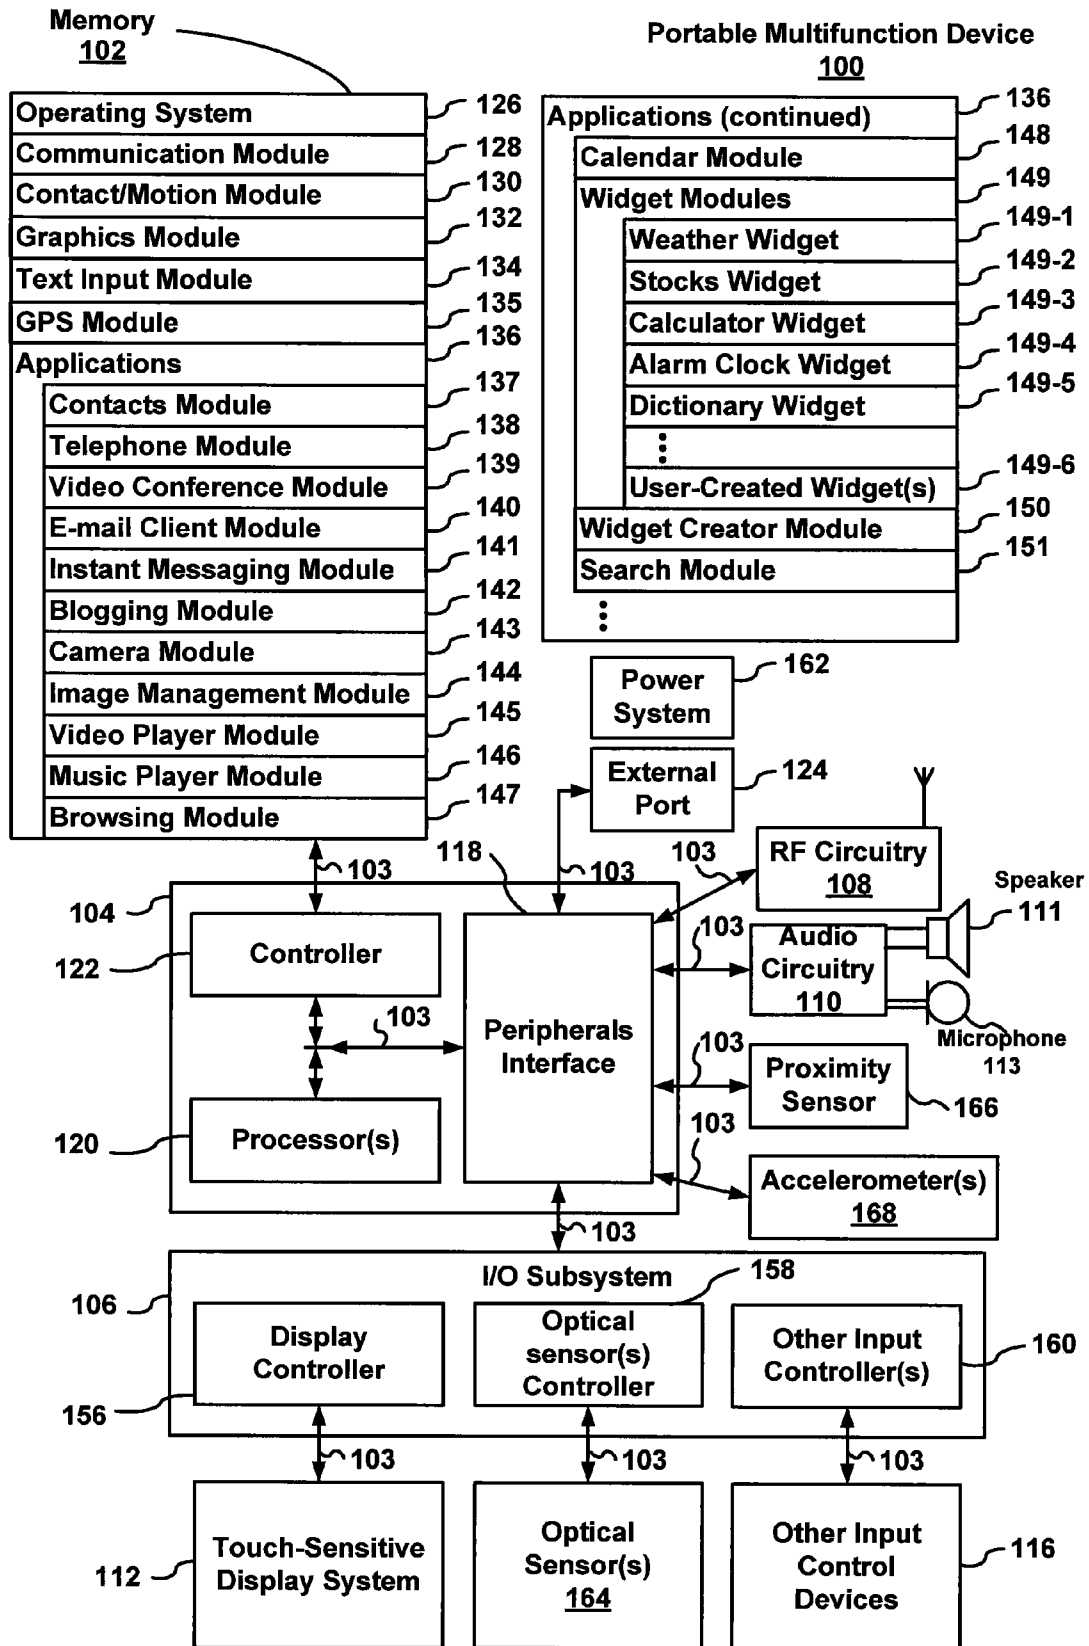 Memory
102
Portable Multifunction Device
100
Operating System
126
Communication Module
128
Contact/Motion Module
130
Graphics Module
132
Text Input Module
134
GPS Module
135
Applications
136
Contacts Module
137
Telephone Module
138
Video Conference Module
139
E-mail Client Module
140
Instant Messaging Module
141
Blogging Module
142
Camera Module
143
Image Management Module
144
Video Player Module
145
Music Player Module
146
Browsing Module
147
Applications (continued)
136
Calendar Module
148
Widget Modules
149
Weather Widget
149-1
Stocks Widget
149-2
Calculator Widget
149-3
Alarm Clock Widget
149-4
Dictionary Widget
149-5
User-Created Widget(s)
149-6
Widget Creator Module
150
Search Module
151
Power
System
162
External
Port
124
103
118
103
103
RF Circuitry
108
Speaker
111
104
Controller
122
103
Audio
Circuitry
110
Microphone
113
103
Peripherals
Interface
103
Proximity
Sensor
166
Processor(s)
120
103
Accelerometer(s)
168
103
I/O Subsystem
158
106
Display
Controller
156
Optical
sensor(s)
Controller
Other Input
Controller(s)
160
103
103
103
Touch-Sensitive
Display System
112
Optical
Sensor(s)
164
Other Input
Control
Devices
116